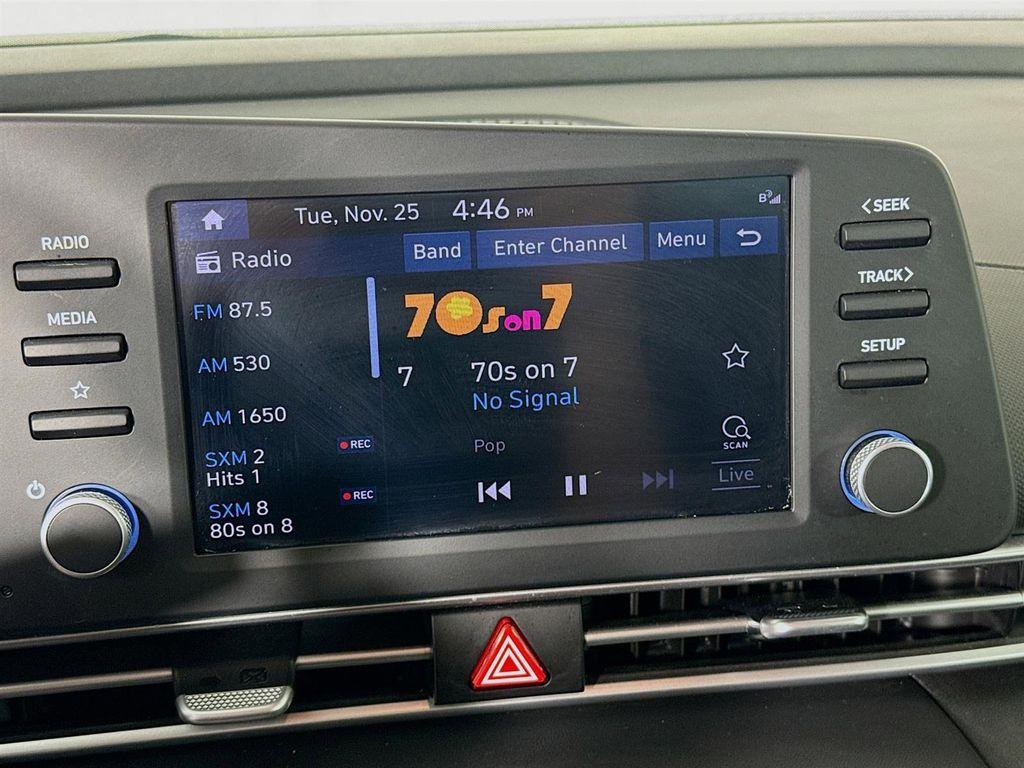 Tue, Nov. 25 4:46 PM B
<SEEK
RADIO
Radio Band Enter Channel Menu
TRACK>
FM 87.5
70s on 7
MEDIA
SETUP
AM 530
7 70s on 7
No Signal
AM 1650
SXM 2 REC
Hits 1
Pop
SCAN
SXM 8 REC
80s on 8
Live